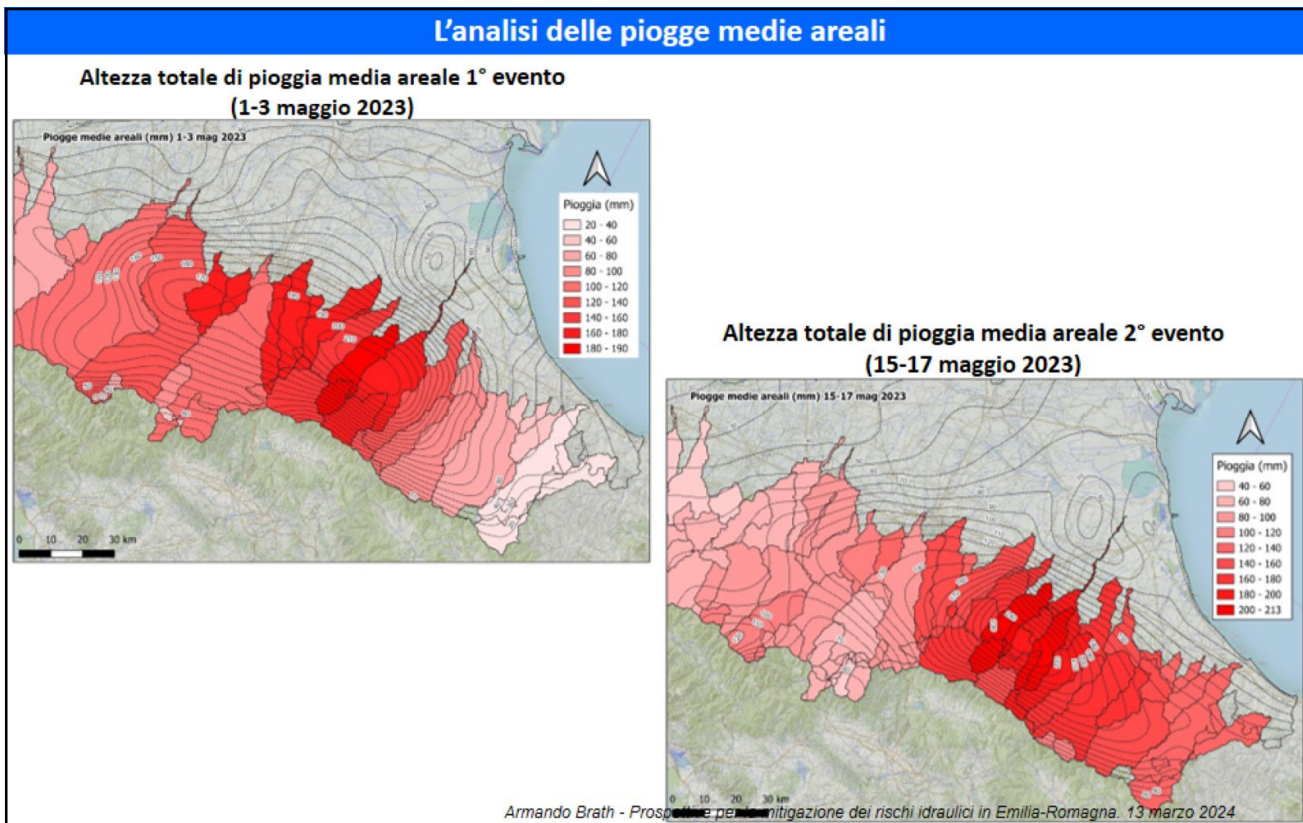 L'analisi delle piogge medie areali
Altezza totale di pioggia media areale 1° evento
(1-3 maggio 2023)
Piogge medie areali (mm) 1-3 mag 2023
Pioggia (mm)
20 - 40
40 - 60
60 - 80
80 - 100
100 - 120
120 - 140
140 - 160
160 - 180
180 - 190
0 10 20 30 km
Altezza totale di pioggia media areale 2° evento
(15-17 maggio 2023)
Piogge medie areali (mm) 15-17 mag 2023
Pioggia (mm)
40 - 60
60 - 80
80 - 100
100 - 120
120 - 140
140 - 160
160 - 180
180 - 200
200 - 213
0 10 20 30 km
Armando Brath - Prospettive per la mitigazione dei rischi idraulici in Emilia-Romagna. 13 marzo 2024